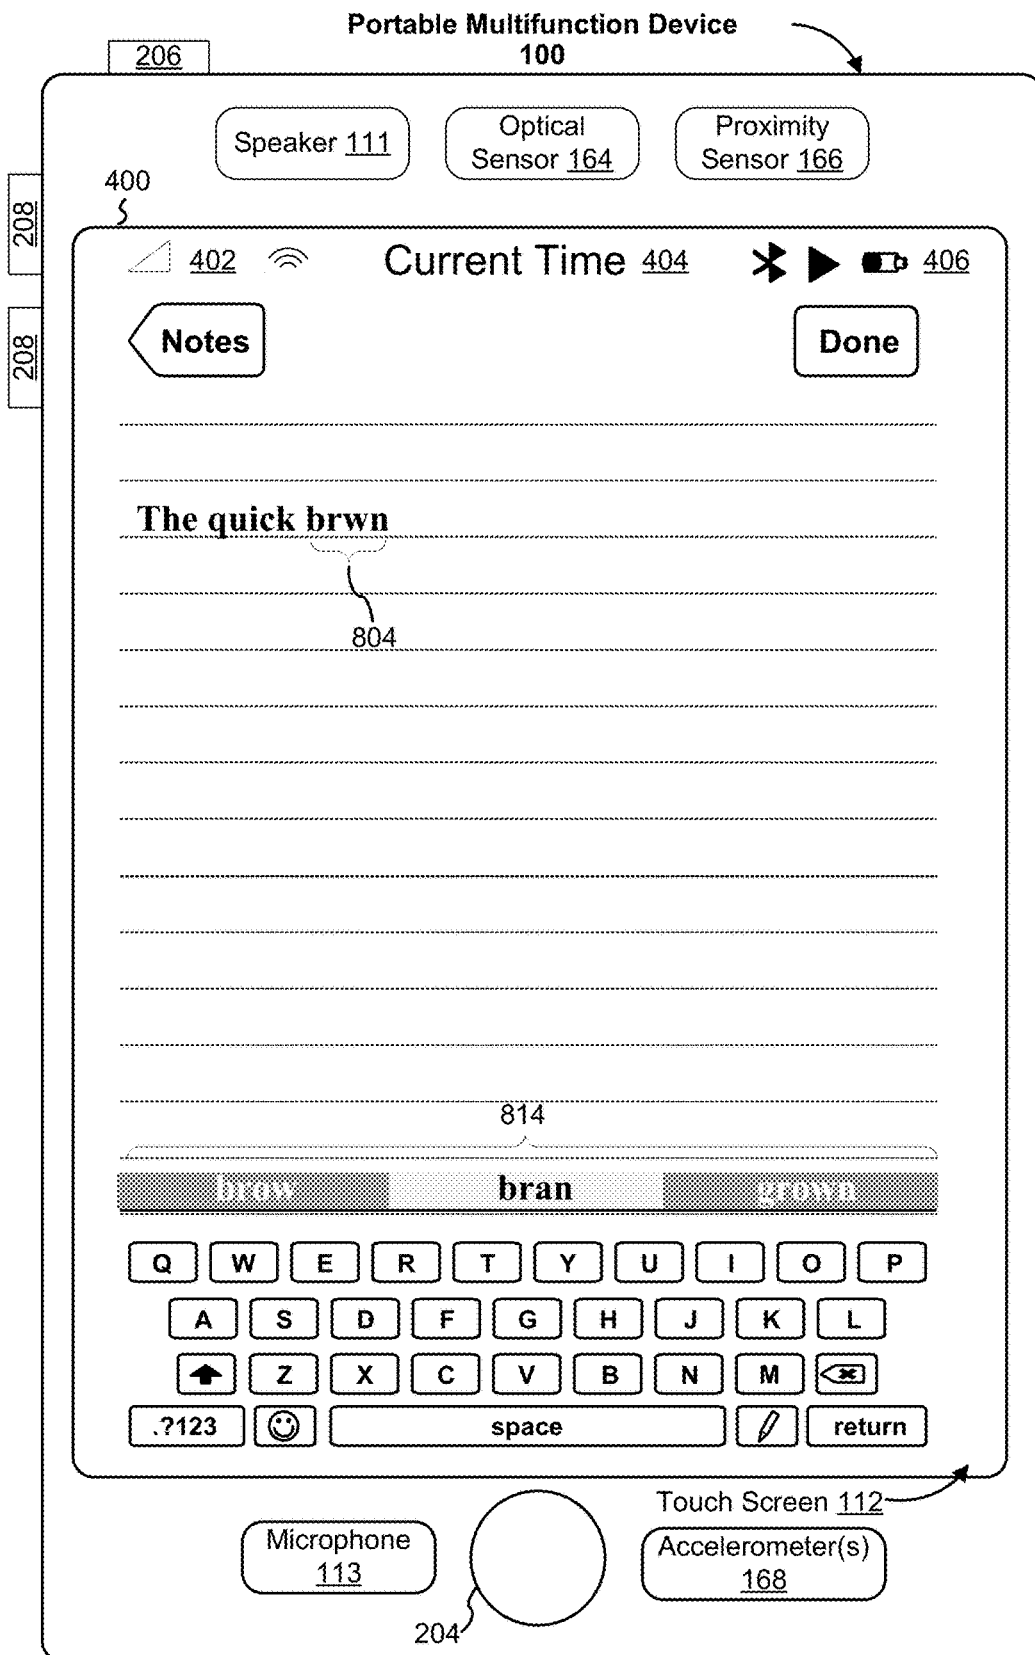 Portable Multifunction Device
100
206
Speaker 111
Optical
Sensor 164
Proximity
Sensor 166
400
208
402
Current Time 404
406
Notes
Done
208
The quick brwn
804
814
brow bran grown
Q W E R T Y U I O P
A S D F G H J K L
Z X C V B N M
.?123 space return
Touch Screen 112
Microphone
113
Accelerometer(s)
168
204